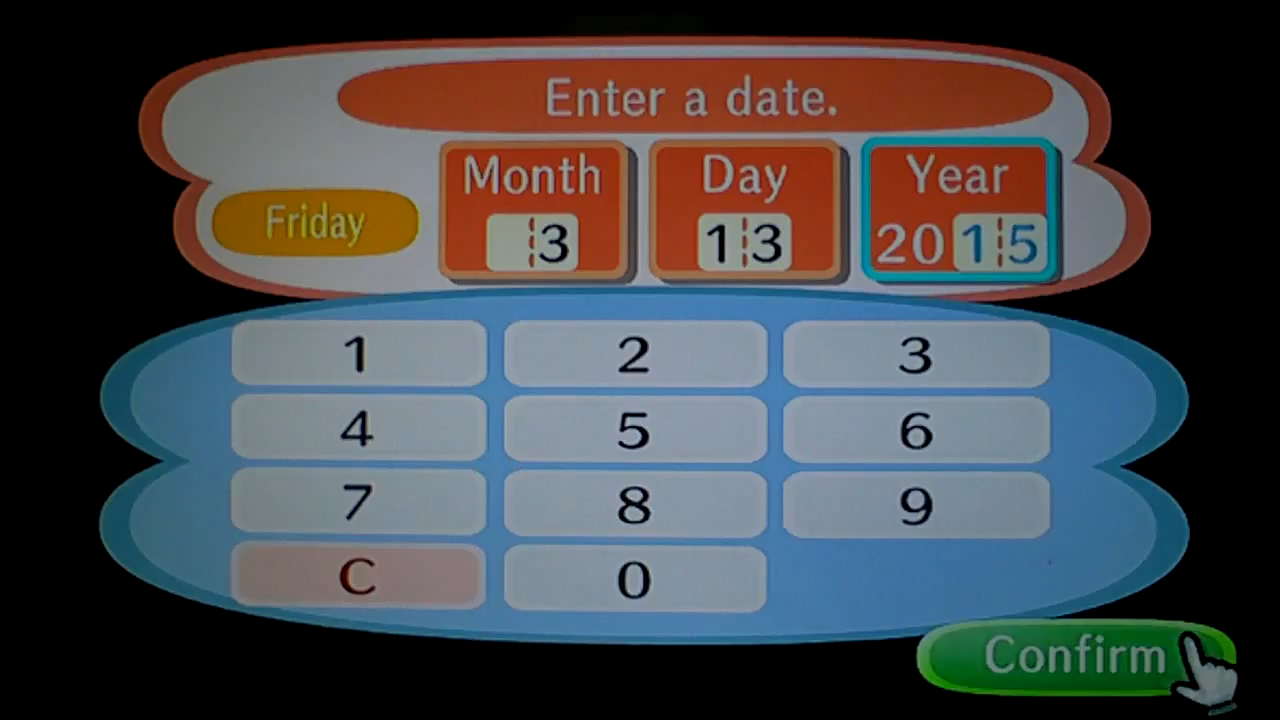 Enter a date.
Month Day Year
Friday 3 13 2015
1 2 3
4 5 6
7 8 9
C 0
Confirm